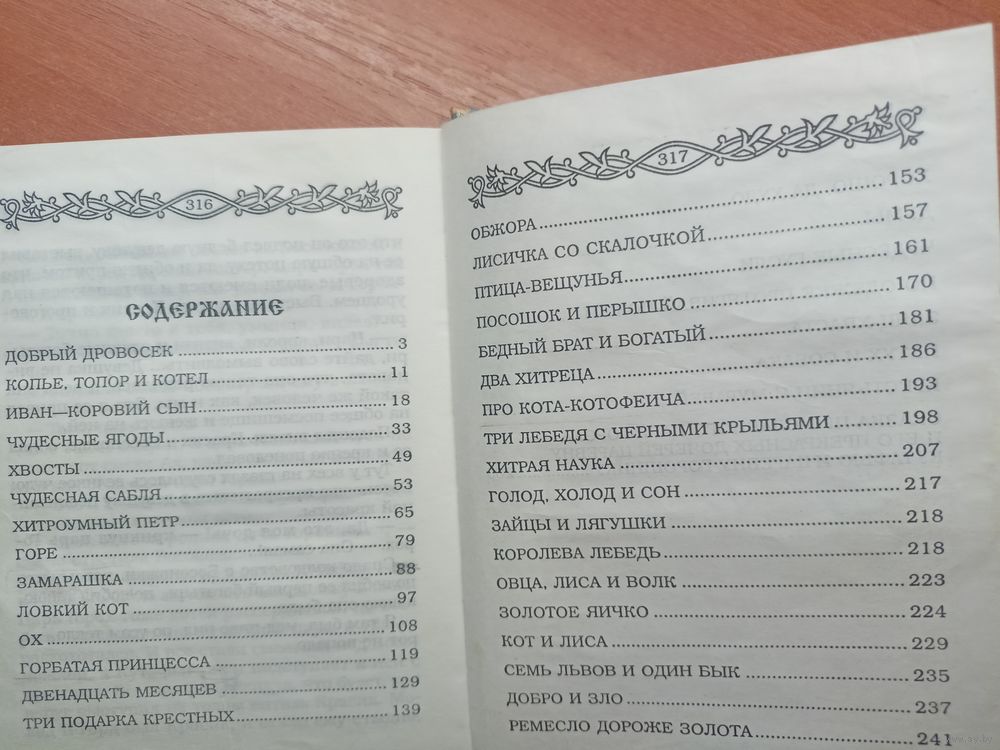 316
СОДЕРЖАНИЕ
ДОБРЫЙ ДРОВОСЕК ........ 3
КОПЬЕ, ТОПОР И КОТЕЛ ........ 11
ИВАН—КОРОВИЙ СЫН ........ 18
ЧУДЕСНЫЕ ЯГОДЫ ........ 33
ХВОСТЫ ........ 49
ЧУДЕСНАЯ САБЛЯ ........ 53
ХИТРОУМНЫЙ ПЕТР ........ 65
ГОРЕ ........ 79
ЗАМАРАШКА ........ 88
ЛОВКИЙ КОТ ........ 97
ОХ ........ 108
ГОРБАТАЯ ПРИНЦЕССА ........ 119
ДВЕНАДЦАТЬ МЕСЯЦЕВ ........ 129
ТРИ ПОДАРКА КРЕСТНЫХ ........ 139
317
ОБЖОРА ........ 153
ЛИСИЧКА СО СКАЛОЧКОЙ ........ 157
ПТИЦА-ВЕЩУНЬЯ ........ 161
ПОСОШОК И ПЕРЫШКО ........ 170
БЕДНЫЙ БРАТ И БОГАТЫЙ ........ 181
ДВА ХИТРЕЦА ........ 186
ПРО КОТА-КОТОФЕИЧА ........ 193
ТРИ ЛЕБЕДЯ С ЧЕРНЫМИ КРЫЛЬЯМИ ........ 198
ХИТРАЯ НАУКА ........ 207
ГОЛОД, ХОЛОД И СОН ........ 217
ЗАЙЦЫ И ЛЯГУШКИ ........ 218
КОРОЛЕВА ЛЕБЕДЬ ........ 218
ОВЦА, ЛИСА И ВОЛК ........ 223
ЗОЛОТОЕ ЯИЧКО ........ 224
КОТ И ЛИСА ........ 229
СЕМЬ ЛЬВОВ И ОДИН БЫК ........ 235
ДОБРО И ЗЛО ........ 237
РЕМЕСЛО ДОРОЖЕ ЗОЛОТА ........ 241